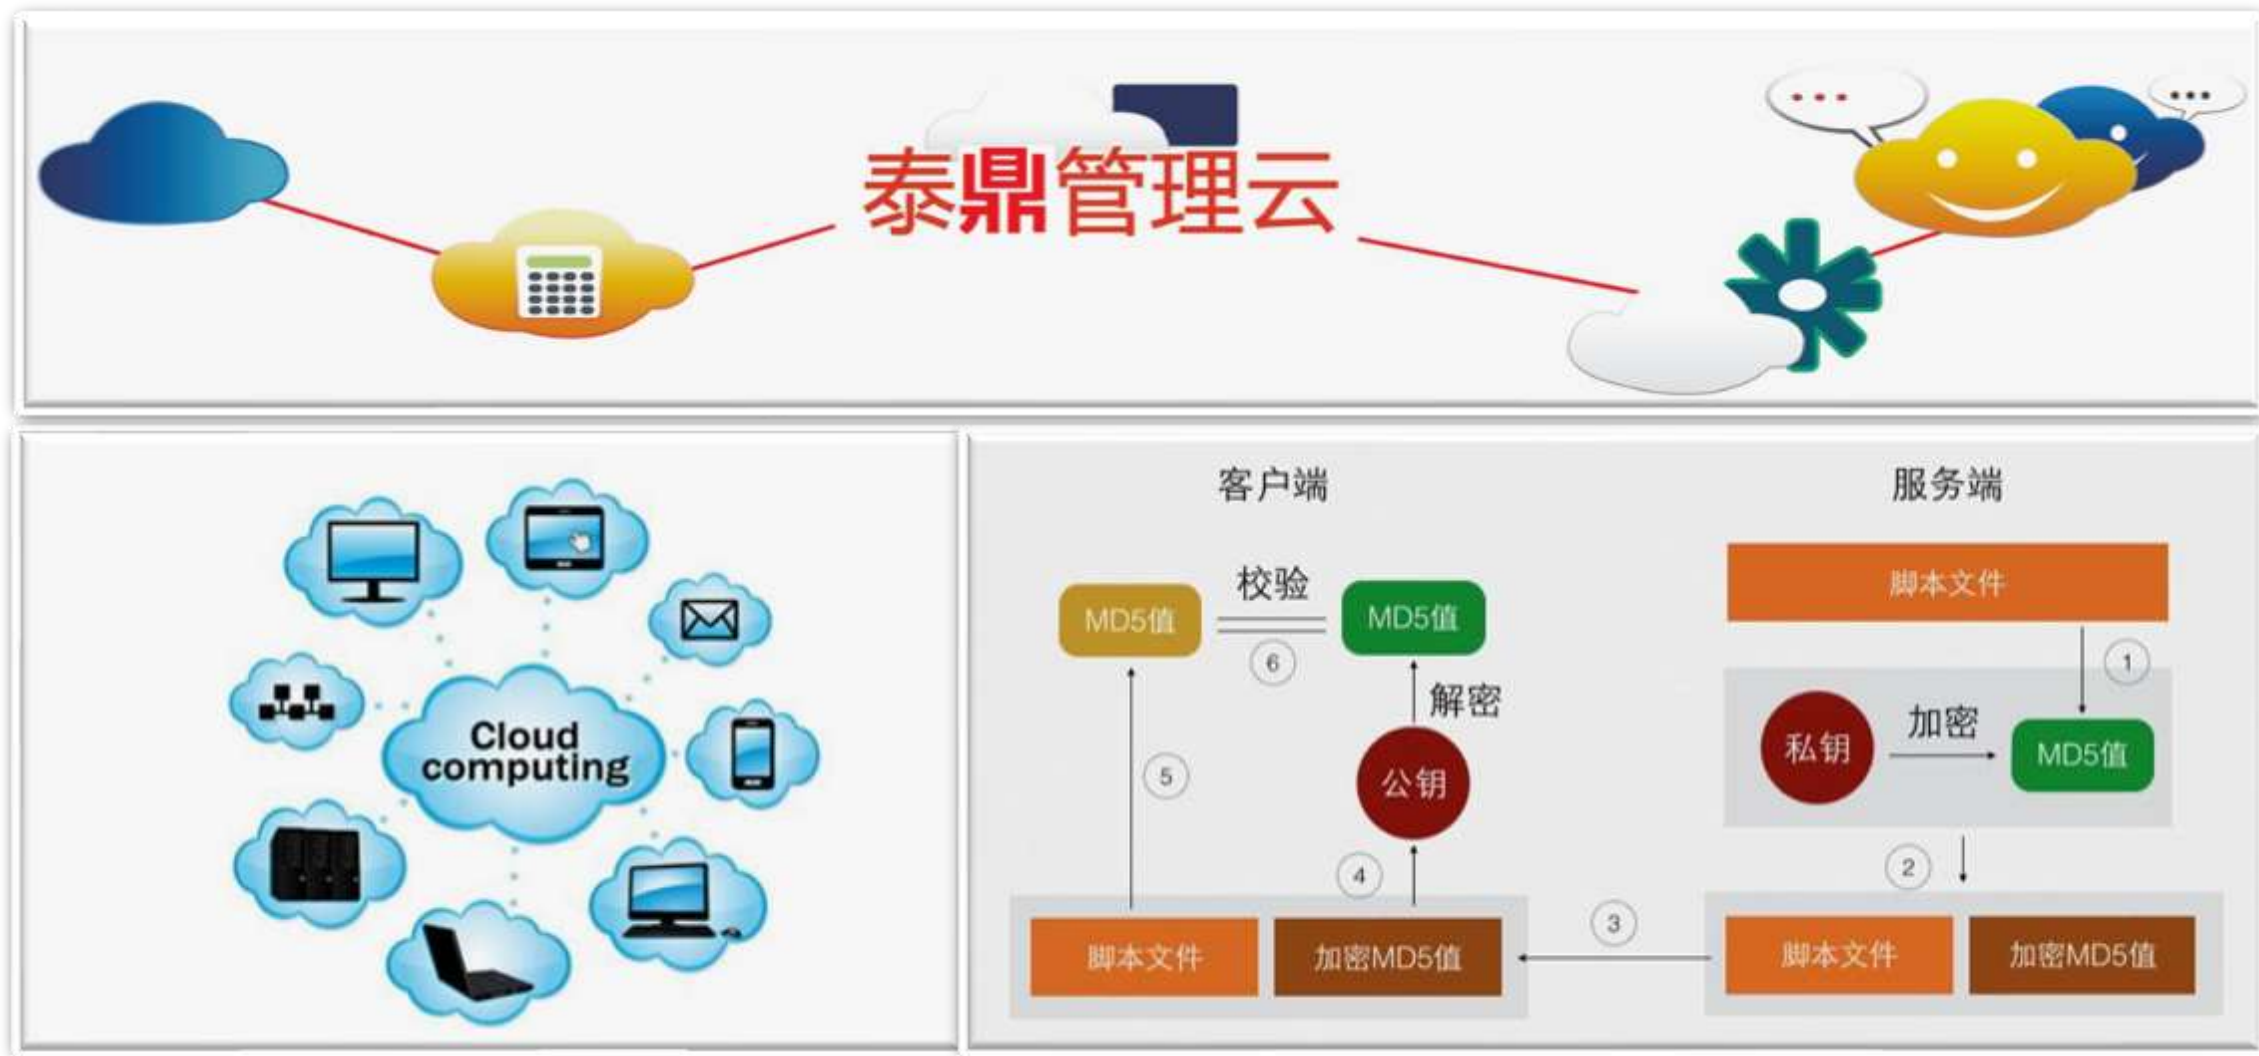 泰鼎管理云
Cloud
computing
客户端
服务端
脚本文件
校验
MD5值
MD5值
6
1
解密
私钥
加密
MD5值
公钥
5
4
2
3
脚本文件
加密MD5值
脚本文件
加密MD5值